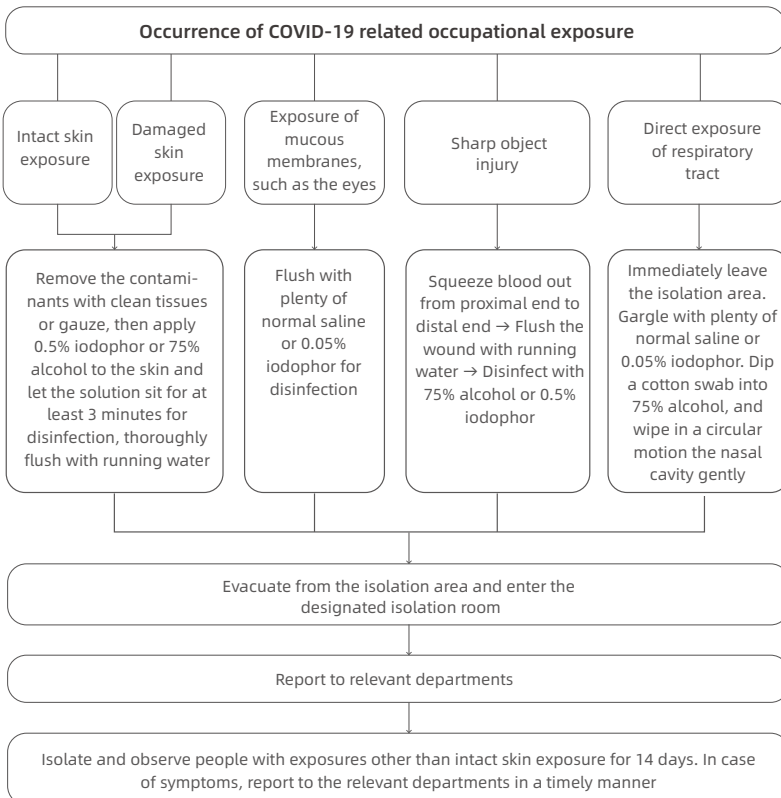 Occurrence of COVID-19 related occupational exposure
Intact skin
exposure
Damaged
skin
exposure
Exposure of
mucous
membranes,
such as the eyes
Sharp object
injury
Direct exposure
of respiratory
tract
Remove the contami-
nants with clean tissues
or gauze, then apply
0.5% iodophor or 75%
alcohol to the skin and
let the solution sit for at
least 3 minutes for
disinfection, thoroughly
flush with running water
Flush with
plenty of
normal saline
or 0.05%
iodophor for
disinfection
Squeeze blood out
from proximal end to
distal end → Flush the
wound with running
water → Disinfect with
75% alcohol or 0.5%
iodophor
Immediately leave
the isolation area.
Gargle with plenty of
normal saline or
0.05% iodophor. Dip
a cotton swab into
75% alcohol, and
wipe in a circular
motion the nasal
cavity gently
Evacuate from the isolation area and enter the
designated isolation room
Report to relevant departments
Isolate and observe people with exposures other than intact skin exposure for 14 days. In case
of symptoms, report to the relevant departments in a timely manner